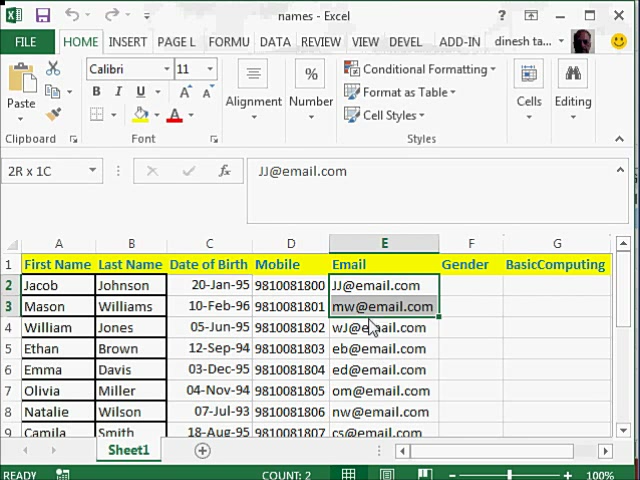 names - Excel
FILE HOME INSERT PAGE L FORMU DATA REVIEW VIEW DEVEL ADD-IN dinesh ta...
Calibri 11 % Conditional Formatting
Paste B I U A A Alignment Number Format as Table Cells Editing
A Cell Styles
Clipboard Font Styles
2R x 1C fx JJ@email.com
A B C D E F G
1 First Name Last Name Date of Birth Mobile Email Gender BasicComputing
2 Jacob Johnson 20-Jan-95 9810081800 JJ@email.com
3 Mason Williams 10-Feb-96 9810081801 mw@email.com
4 William Jones 05-Jun-95 9810081802 wJ@email.com
5 Ethan Brown 12-Sep-94 9810081803 eb@email.com
6 Emma Davis 03-Dec-95 9810081804 ed@email.com
7 Olivia Miller 04-Nov-94 9810081805 om@email.com
8 Natalie Wilson 07-Jul-93 9810081806 nw@email.com
9 Camila Smith 18-Aug-95 9810081807 cs@email.com
Sheet1
READY COUNT: 2 100%